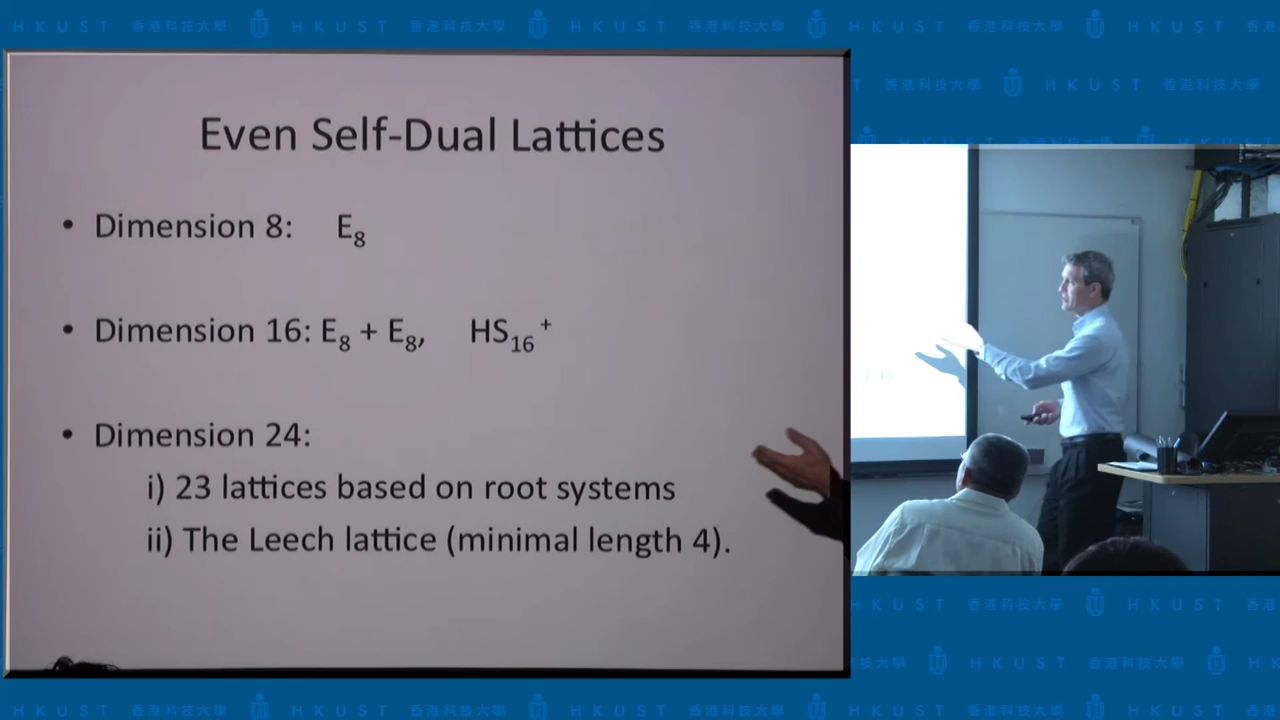 HKUST 香港科技大學
Even Self-Dual Lattices
• Dimension 8: E₈
• Dimension 16: E₈ + E₈, HS₁₆⁺
• Dimension 24:
i) 23 lattices based on root systems
ii) The Leech lattice (minimal length 4).